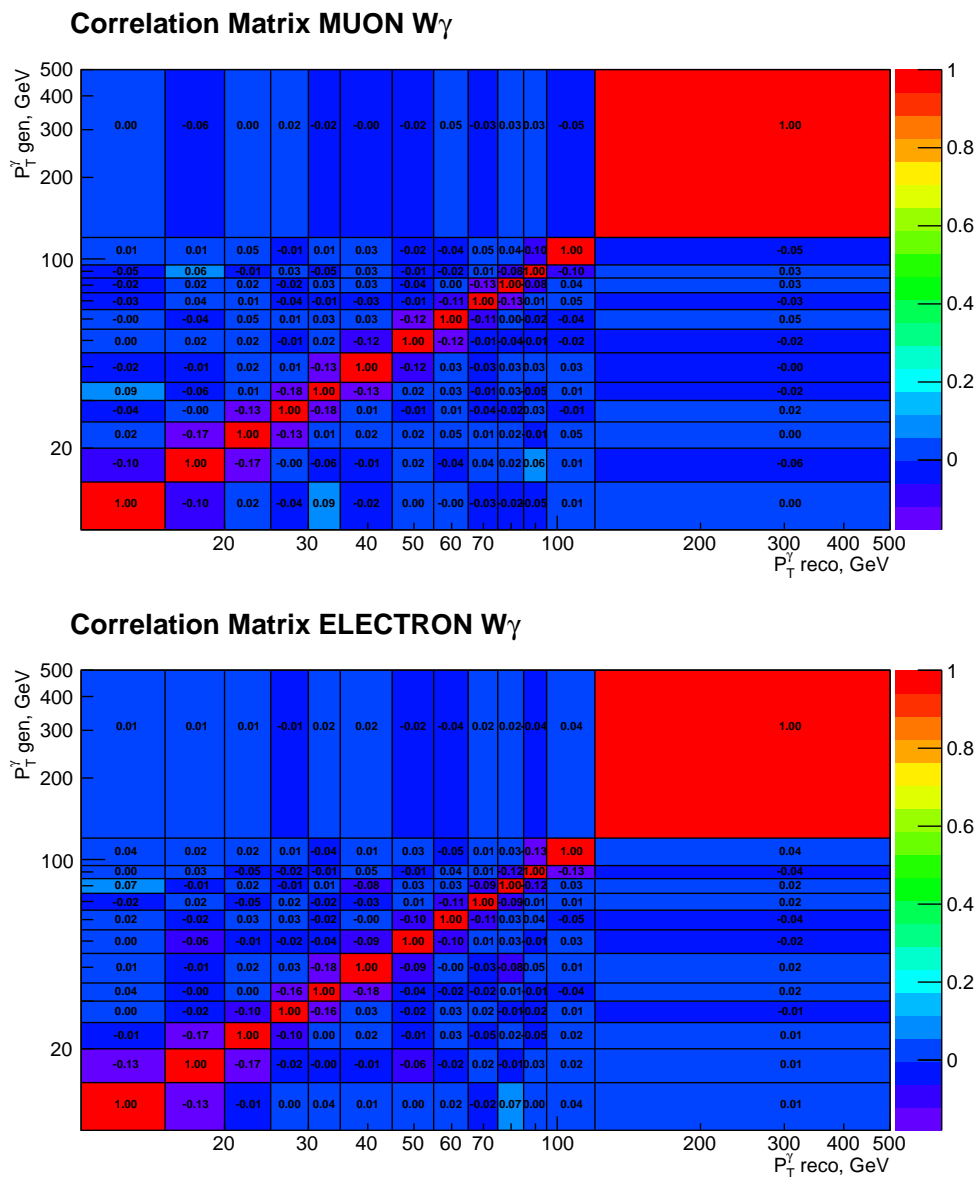 Correlation Matrix MUON Wγ
P_T^γ gen, GeV
500
400
300
200
100
20
0.00 -0.06 0.00 0.02 -0.02 -0.00 -0.02 0.05 -0.03 0.03 0.03 -0.05 1.00
0.01 0.01 0.05 -0.01 0.01 0.03 -0.02 -0.04 0.05 0.04 -0.10 1.00 -0.05
-0.05 0.06 -0.01 0.03 -0.05 0.03 -0.01 -0.02 0.01 -0.08 1.00 -0.10 0.03
-0.02 0.02 0.02 -0.02 0.03 0.03 -0.04 0.00 -0.13 1.00 -0.08 0.04 0.03
-0.03 0.04 0.01 -0.04 -0.01 -0.03 -0.01 -0.11 1.00 -0.13 0.01 0.05 -0.03
-0.00 -0.04 0.05 0.01 0.03 0.03 -0.12 1.00 -0.11 0.00 -0.02 -0.04 0.05
0.00 0.02 0.02 -0.01 0.02 -0.12 1.00 -0.12 -0.01 -0.04 -0.01 -0.02 -0.02
-0.02 -0.01 0.02 0.01 -0.13 1.00 -0.12 0.03 -0.03 0.03 0.03 0.03 -0.00
0.09 -0.06 0.01 -0.18 1.00 -0.13 0.02 0.03 -0.01 0.03 -0.05 0.01 -0.02
-0.04 -0.00 -0.13 1.00 -0.18 0.01 -0.01 0.01 -0.04 -0.02 0.03 -0.01 0.02
0.02 -0.17 1.00 -0.13 0.01 0.02 0.02 0.05 0.01 0.02 -0.01 0.05 0.00
-0.10 1.00 -0.17 -0.00 -0.06 -0.01 0.02 -0.04 0.04 0.02 0.06 0.01 -0.06
1.00 -0.10 0.02 -0.04 0.09 -0.02 0.00 -0.00 -0.03 -0.02 -0.05 0.01 0.00
20 30 40 50 60 70 100 200 300 400 500
P_T^γ reco, GeV
1
0.8
0.6
0.4
0.2
0
Correlation Matrix ELECTRON Wγ
P_T^γ gen, GeV
500
400
300
200
100
20
0.01 0.01 0.01 -0.01 0.02 0.02 -0.02 -0.04 0.02 0.02 -0.04 0.04 1.00
0.04 0.02 0.02 0.01 -0.04 0.01 0.03 -0.05 0.01 0.03 -0.13 1.00 0.04
0.00 0.03 -0.05 -0.02 -0.01 0.05 -0.01 0.04 0.01 -0.12 1.00 -0.13 -0.04
0.07 -0.01 0.02 -0.01 0.01 -0.08 0.03 0.03 -0.09 1.00 -0.12 0.03 0.02
-0.02 0.02 -0.05 0.02 -0.02 -0.03 0.01 -0.11 1.00 -0.09 0.01 0.01 0.02
0.02 -0.02 0.03 0.03 -0.02 -0.00 -0.10 1.00 -0.11 0.03 0.04 -0.05 -0.04
0.00 -0.06 -0.01 -0.02 -0.04 -0.09 1.00 -0.10 0.01 0.03 -0.01 0.03 -0.02
0.01 -0.01 0.02 0.03 -0.18 1.00 -0.09 -0.00 -0.03 -0.08 0.05 0.01 0.02
0.04 -0.00 0.00 -0.16 1.00 -0.18 -0.04 -0.02 -0.02 0.01 -0.01 -0.04 0.02
0.00 -0.02 -0.10 1.00 -0.16 0.03 -0.02 0.03 0.02 -0.01 -0.02 0.01 -0.01
-0.01 -0.17 1.00 -0.10 0.00 0.02 -0.01 0.03 -0.05 0.02 -0.05 0.02 0.01
-0.13 1.00 -0.17 -0.02 -0.00 -0.01 -0.06 -0.02 0.02 -0.01 0.03 0.02 0.01
1.00 -0.13 -0.01 0.00 0.04 0.01 0.00 0.02 -0.02 0.07 0.00 0.04 0.01
20 30 40 50 60 70 100 200 300 400 500
P_T^γ reco, GeV
1
0.8
0.6
0.4
0.2
0